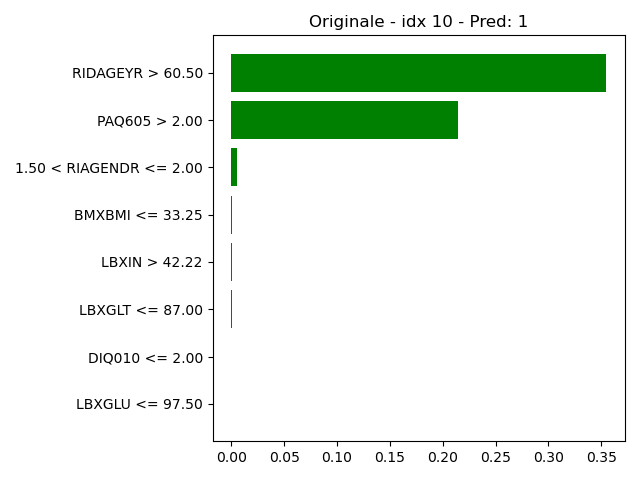 Originale - idx 10 - Pred: 1
RIDAGEYR > 60.50
PAQ605 > 2.00
1.50 < RIAGENDR <= 2.00
BMXBMI <= 33.25
LBXIN > 42.22
LBXGLT <= 87.00
DIQ010 <= 2.00
LBXGLU <= 97.50
0.00 0.05 0.10 0.15 0.20 0.25 0.30 0.35